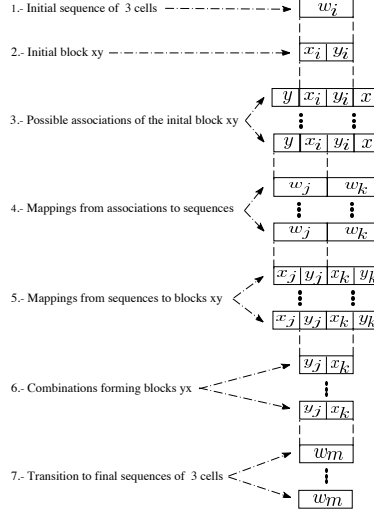 1.- Initial sequence of 3 cells
w_i
2.- Initial block xy
x_i y_i
y x_i y_i x
3.- Possible associations of the inital block xy
y x_i y_i x
w_j w_k
4.- Mappings from associations to sequences
w_j w_k
x_j y_j x_k y_k
5.- Mappings from sequences to blocks xy
x_j y_j x_k y_k
y_j x_k
6.- Combinations forming blocks yx
y_j x_k
w_m
7.- Transition to final sequences of 3 cells
w_m